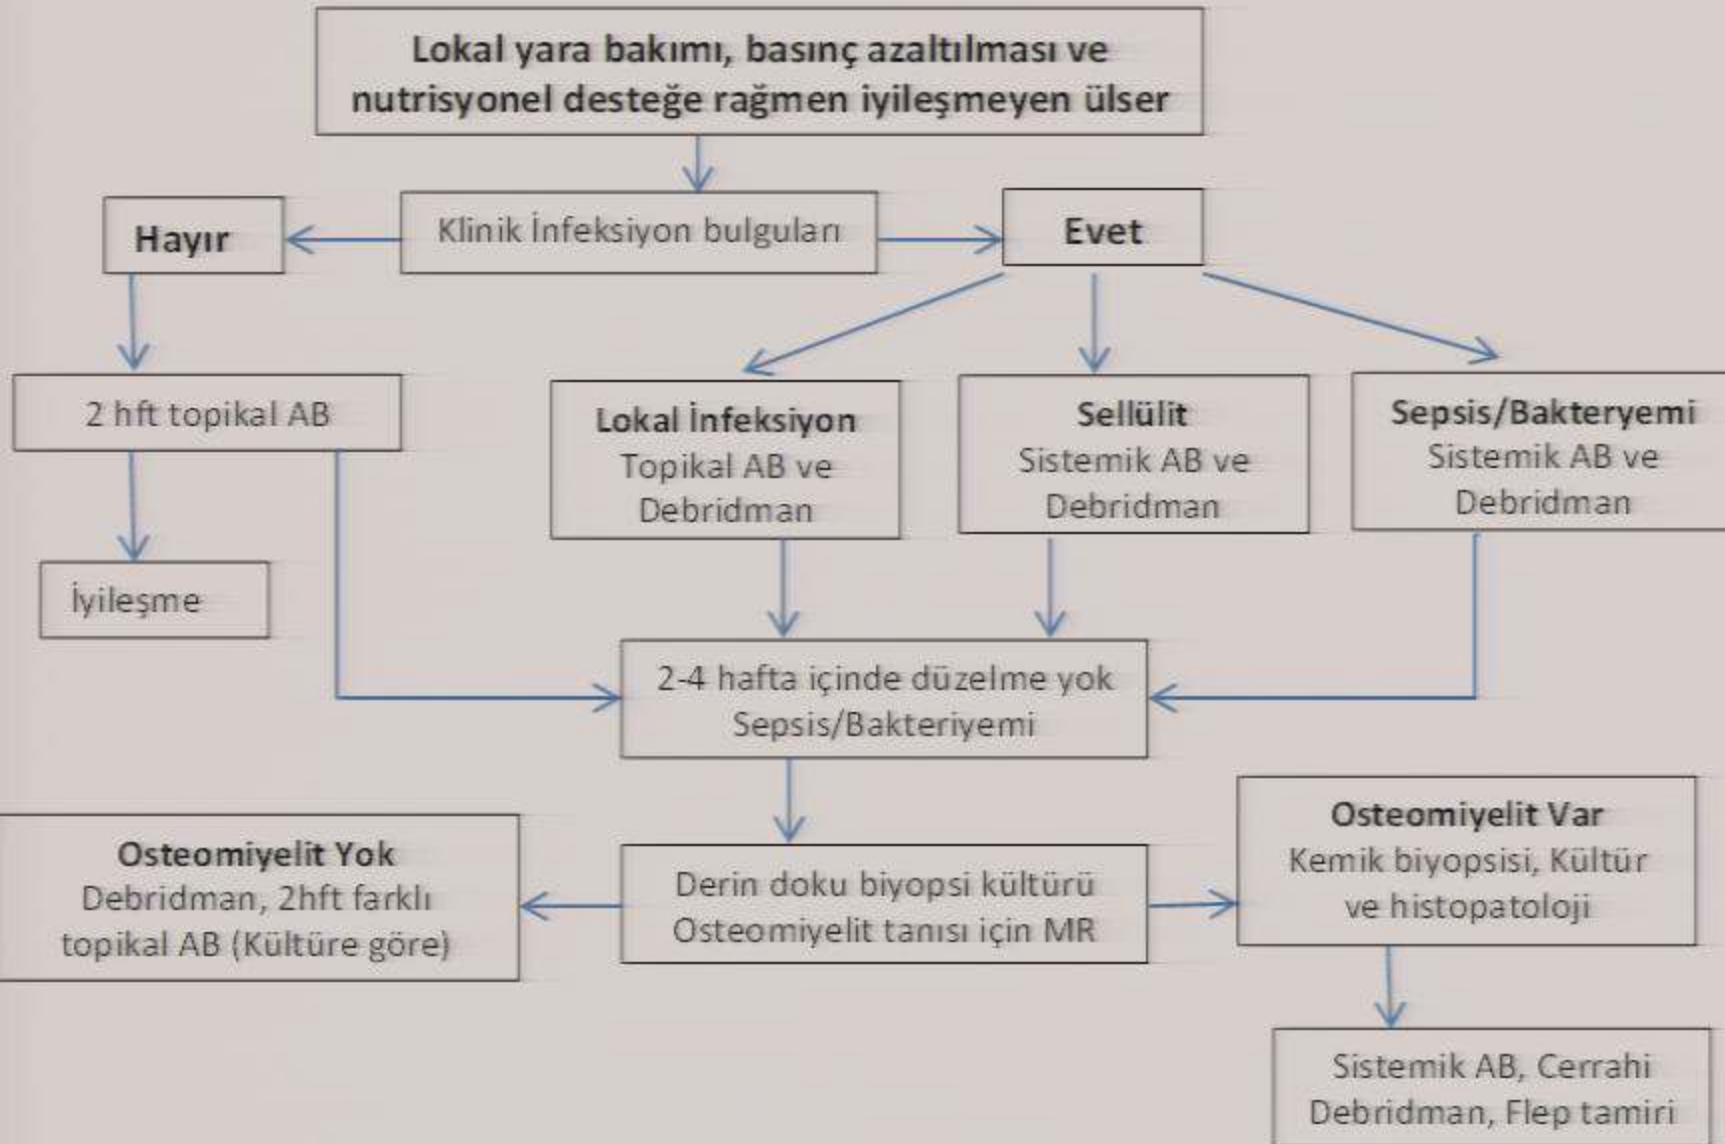 Lokal yara bakımı, basınç azaltılması ve
nutrisyonel desteğe rağmen iyileşmeyen ülser
Hayır
Klinik İnfeksiyon bulguları
Evet
2 hft topikal AB
Lokal İnfeksiyon
Topikal AB ve
Debridman
Sellülit
Sistemik AB ve
Debridman
Sepsis/Bakteryemi
Sistemik AB ve
Debridman
İyileşme
2-4 hafta içinde düzelme yok
Sepsis/Bakteriyemi
Osteomiyelit Yok
Debridman, 2hft farklı
topikal AB (Kültüre göre)
Derin doku biyopsi kültürü
Osteomiyelit tanısı için MR
Osteomiyelit Var
Kemik biyopsisi, Kültür
ve histopatoloji
Sistemik AB, Cerrahi
Debridman, Flep tamiri